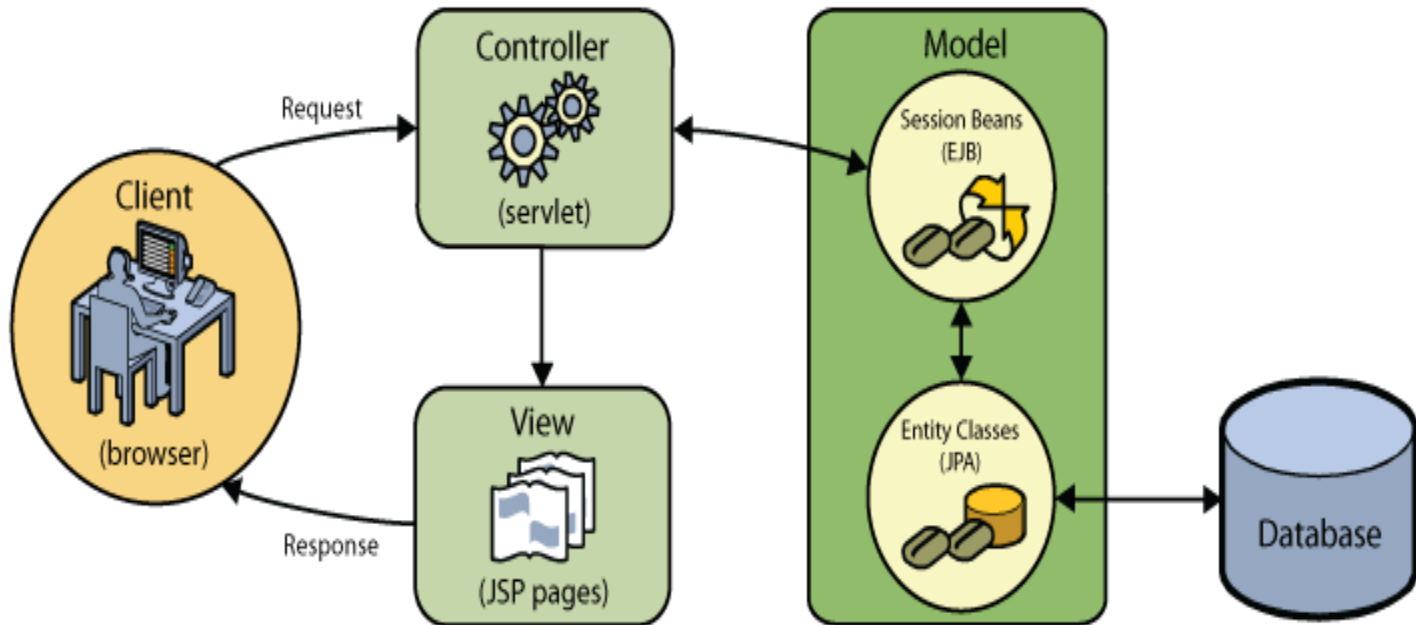 Controller
(servlet)
Model
Session Beans
(EJB)
Entity Classes
(JPA)
Request
Client
(browser)
View
(JSP pages)
Response
Database